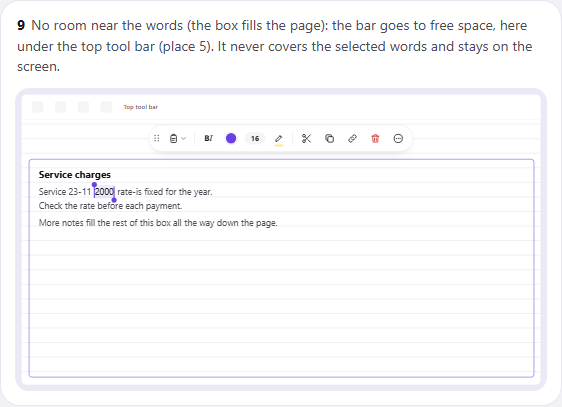 9 No room near the words (the box fills the page): the bar goes to free space, here
under the top tool bar (place 5). It never covers the selected words and stays on the
screen.
Top tool bar
BI 16
Service charges
Service 23-11 2000 rate-is fixed for the year.
Check the rate before each payment.
More notes fill the rest of this box all the way down the page.